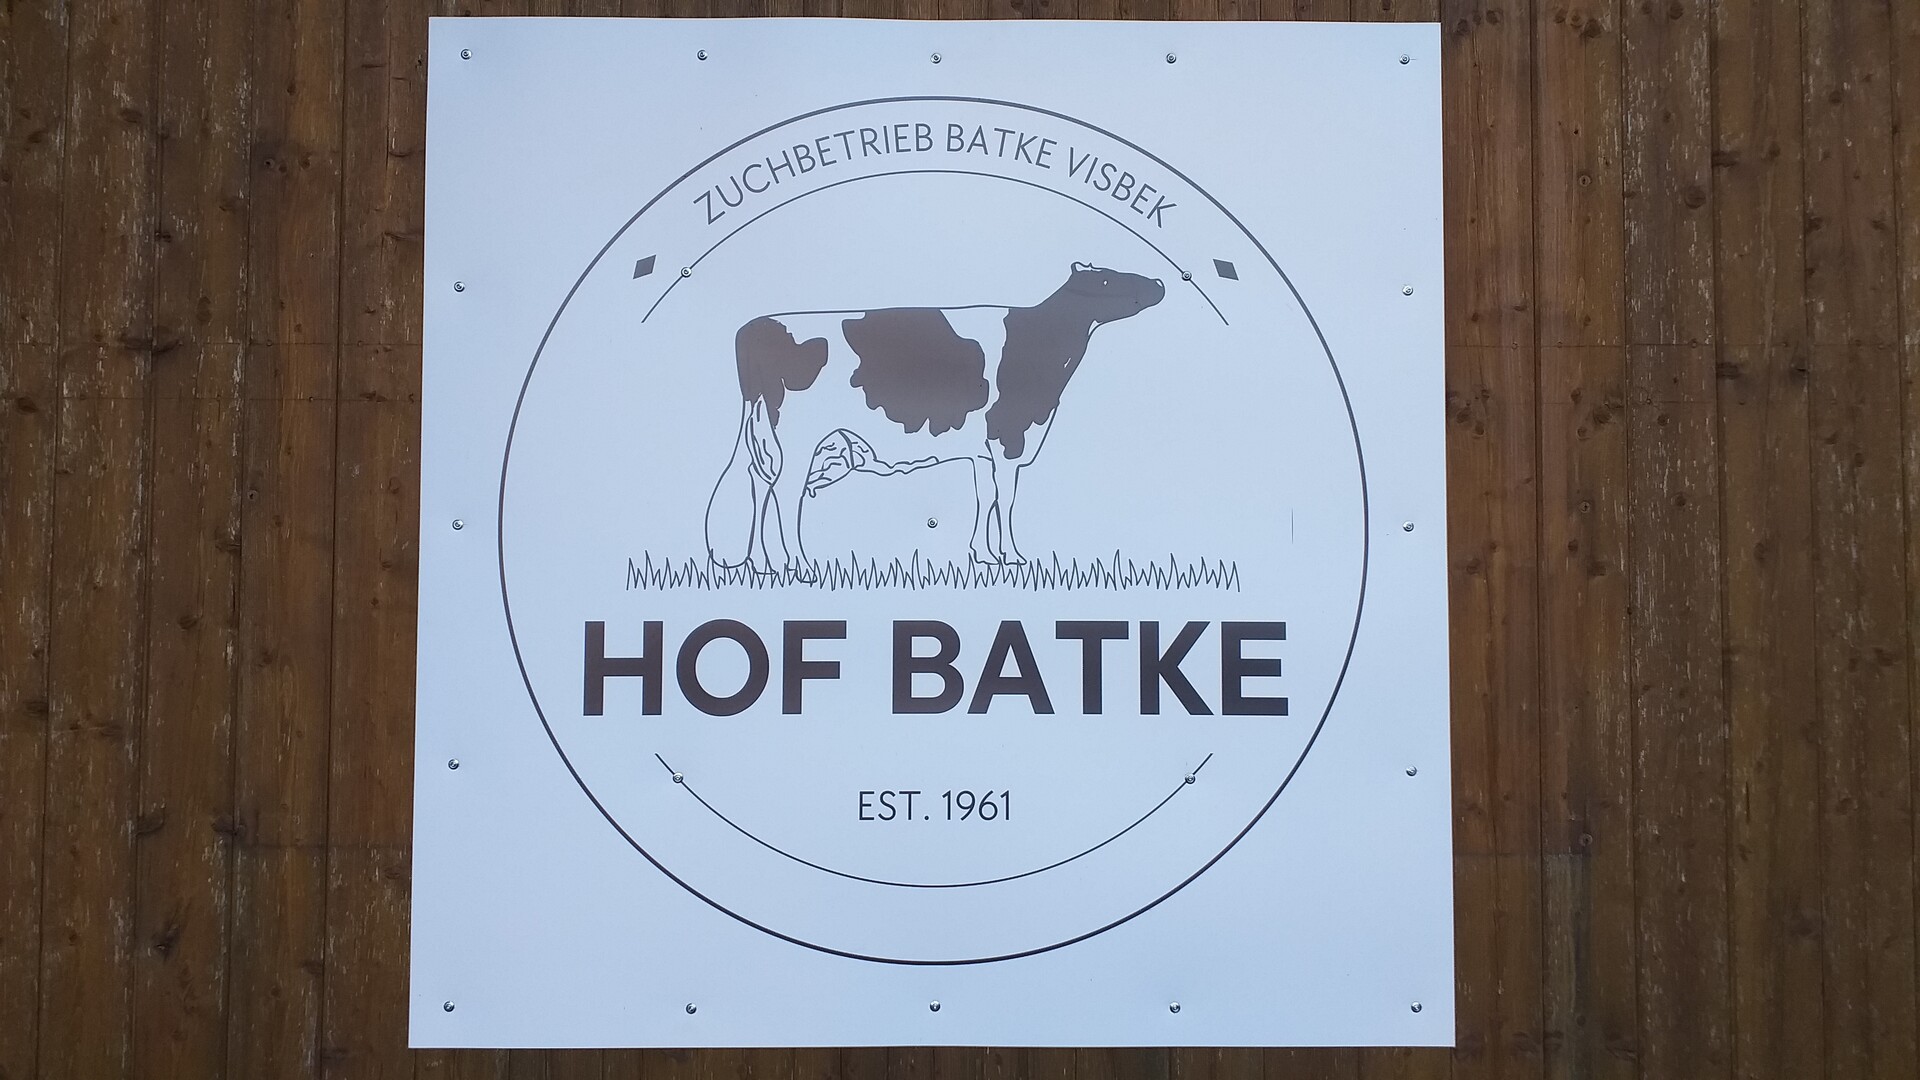 ZUCHBETRIEB BATKE VISBEK
HOF BATKE
EST. 1961